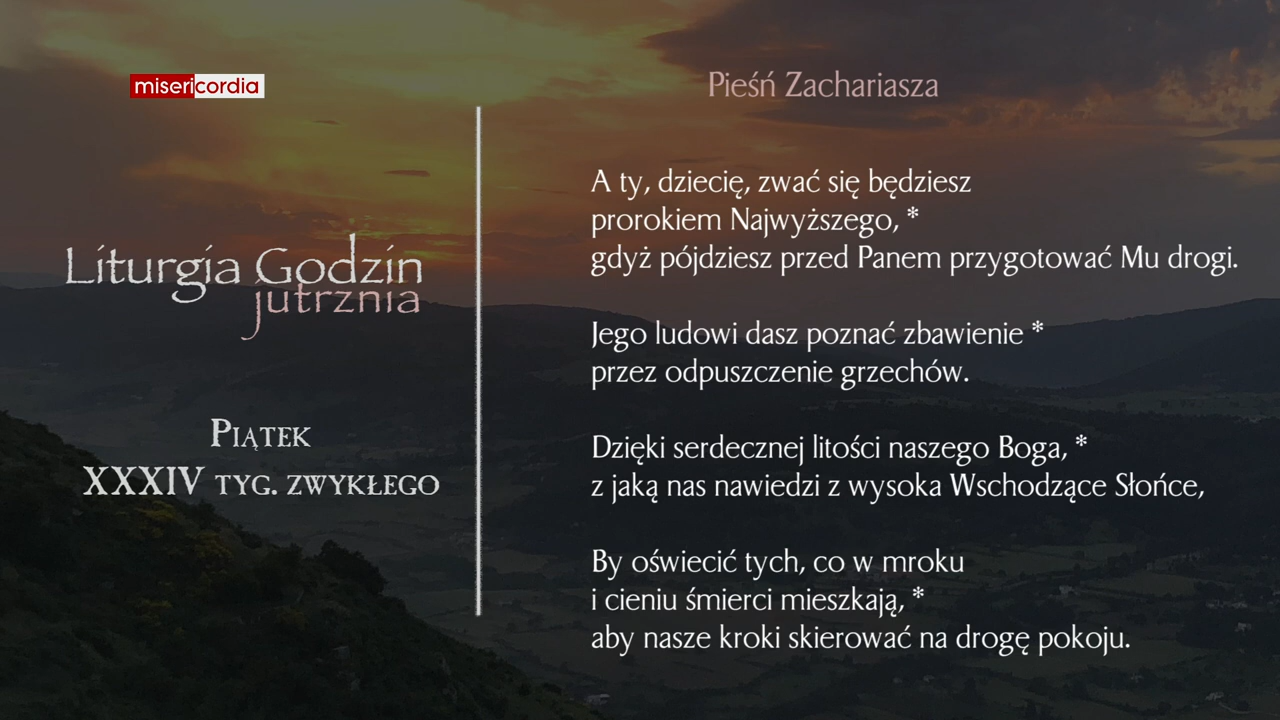 misericordia
Liturgia Godzin
jutrznia
Piątek
XXXIV tyg. zwykłego
Pieśń Zachariasza
A ty, dziecię, zwać się będziesz
prorokiem Najwyższego, *
gdyż pójdziesz przed Panem przygotować Mu drogi.
Jego ludowi dasz poznać zbawienie *
przez odpuszczenie grzechów.
Dzięki serdecznej litości naszego Boga, *
z jaką nas nawiedzi z wysoka Wschodzące Słońce,
By oświecić tych, co w mroku
i cieniu śmierci mieszkają, *
aby nasze kroki skierować na drogę pokoju.